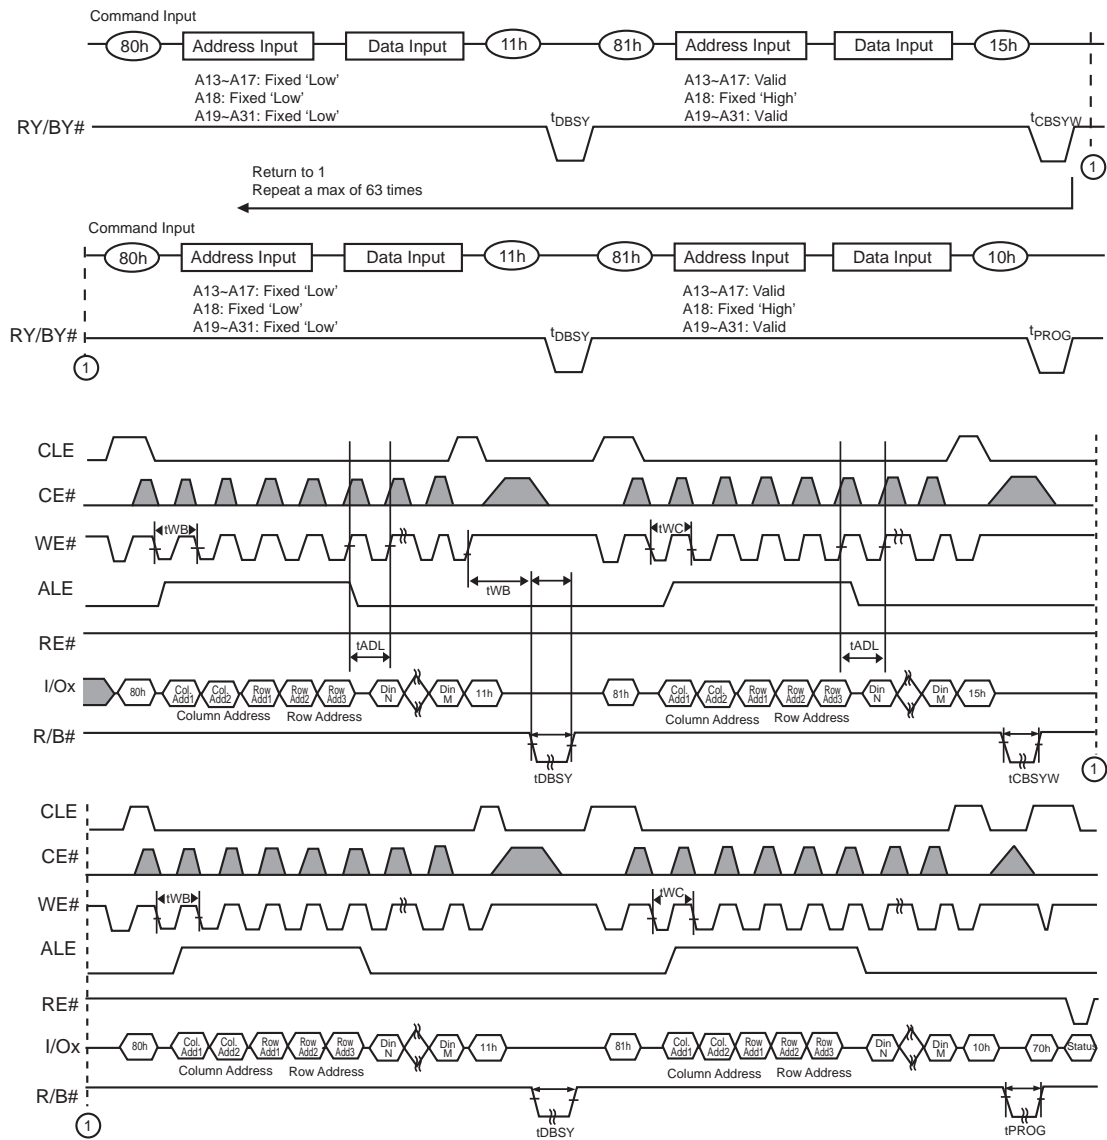 Command Input
80h Address Input Data Input 11h 81h Address Input Data Input 15h
A13~A17: Fixed ‘Low’ A13~A17: Valid
A18: Fixed ‘Low’ A18: Fixed ‘High’
A19~A31: Fixed ‘Low’ A19~A31: Valid
RY/BY# tDBSY tCBSYW
1
Return to 1
Repeat a max of 63 times
Command Input
80h Address Input Data Input 11h 81h Address Input Data Input 10h
A13~A17: Fixed ‘Low’ A13~A17: Valid
A18: Fixed ‘Low’ A18: Fixed ‘High’
A19~A31: Fixed ‘Low’ A19~A31: Valid
RY/BY# tDBSY tPROG
1
CLE
CE#
WE# tWB tWC
ALE tWB
RE#
tADL tADL
I/Ox 80h Col. Add1 Col. Add2 Row Add1 Row Add2 Row Add3 Din N Din M 11h 81h Col. Add1 Col. Add2 Row Add1 Row Add2 Row Add3 Din N Din M 15h
Column Address Row Address Column Address Row Address
R/B#
tDBSY tCBSYW 1
CLE
CE#
WE# tWB tWC
ALE
RE#
I/Ox 80h Col. Add1 Col. Add2 Row Add1 Row Add2 Row Add3 Din N Din M 11h 81h Col. Add1 Col. Add2 Row Add1 Row Add2 Row Add3 Din N Din M 10h 70h Status
Column Address Row Address Column Address Row Address
R/B#
1 tDBSY tPROG